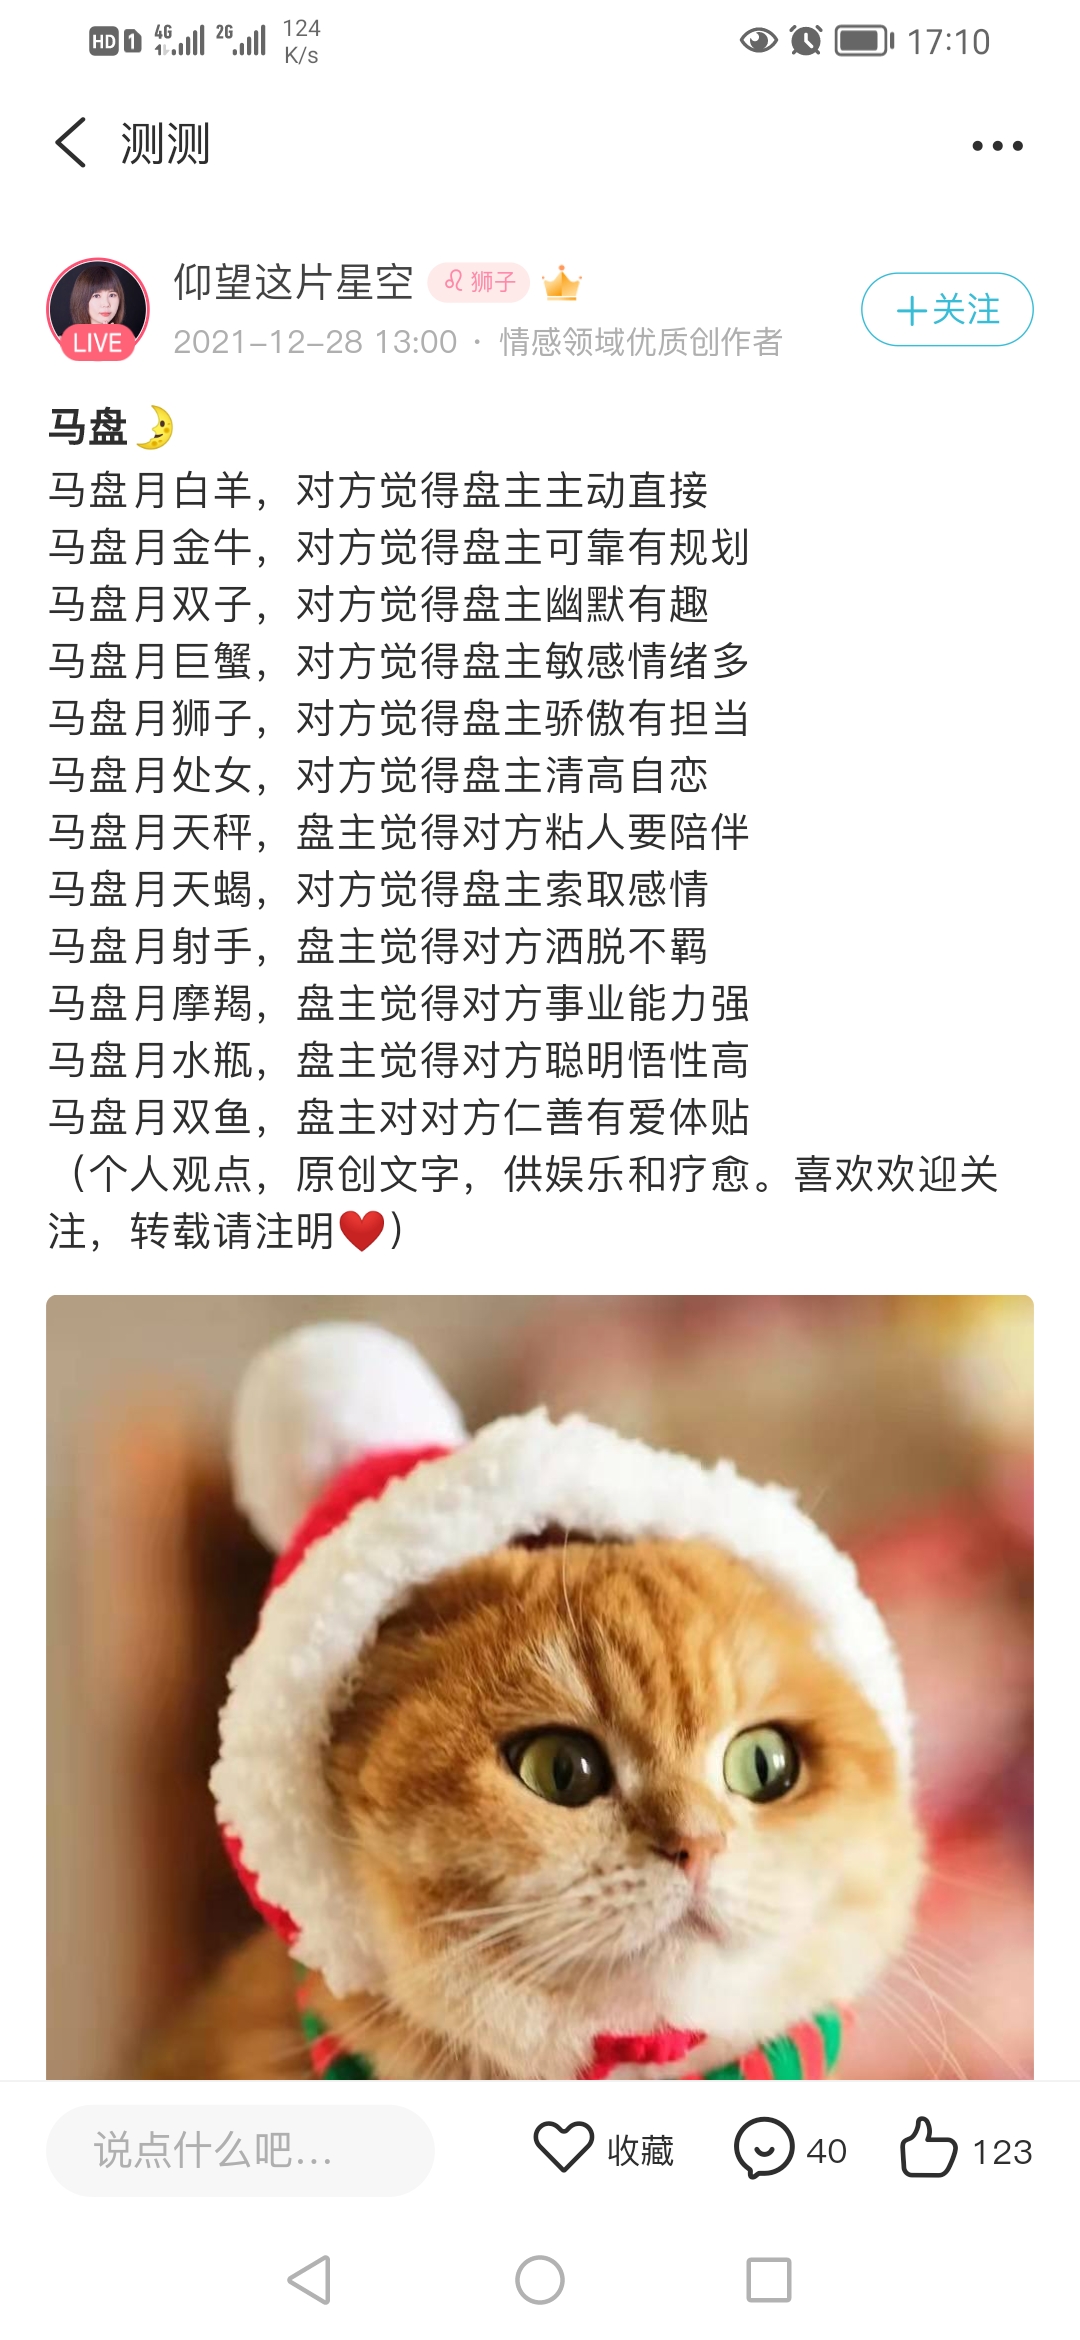 HD 1 4G 2G 124 K/s 17:10
测测
仰望这片星空 ♌ 狮子
LIVE
2021-12-28 13:00 · 情感领域优质创作者
+关注
马盘🌛
马盘月白羊，对方觉得盘主主动直接
马盘月金牛，对方觉得盘主可靠有规划
马盘月双子，对方觉得盘主幽默有趣
马盘月巨蟹，对方觉得盘主敏感情绪多
马盘月狮子，对方觉得盘主骄傲有担当
马盘月处女，对方觉得盘主清高自恋
马盘月天秤，盘主觉得对方粘人要陪伴
马盘月天蝎，对方觉得盘主索取感情
马盘月射手，盘主觉得对方洒脱不羁
马盘月摩羯，盘主觉得对方事业能力强
马盘月水瓶，盘主觉得对方聪明悟性高
马盘月双鱼，盘主对对方仁善有爱体贴
（个人观点，原创文字，供娱乐和疗愈。喜欢欢迎关
注，转载请注明❤️）
说点什么吧... 收藏 40 123